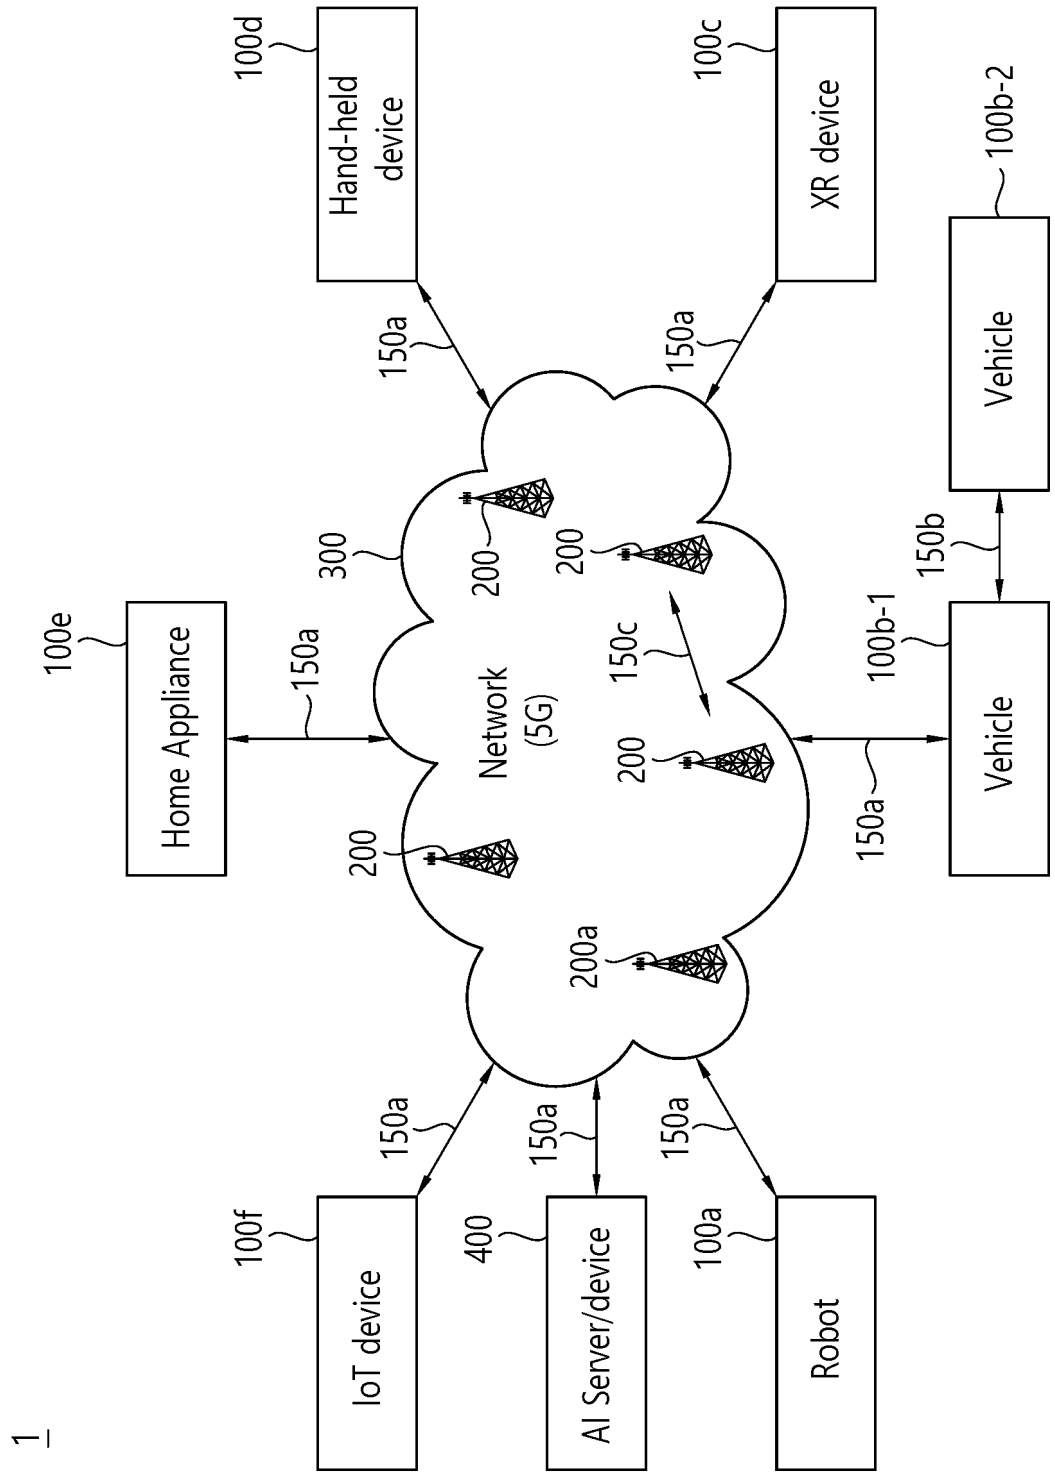 1
100e
Home Appliance
150a
100f
IoT device
150a
300
150a
100d
Hand-held
device
400
AI Server/device
150a
200
Network
(5G)
200
200a
200
150c
200
100a
Robot
150a
150a
100c
XR device
150a
100b-1
Vehicle
150b
100b-2
Vehicle